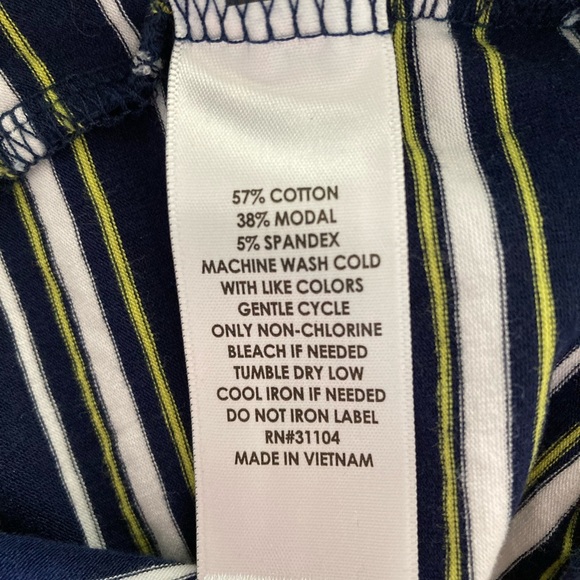 57% COTTON
38% MODAL
5% SPANDEX
MACHINE WASH COLD
WITH LIKE COLORS
GENTLE CYCLE
ONLY NON-CHLORINE
BLEACH IF NEEDED
TUMBLE DRY LOW
COOL IRON IF NEEDED
DO NOT IRON LABEL
RN#31104
MADE IN VIETNAM